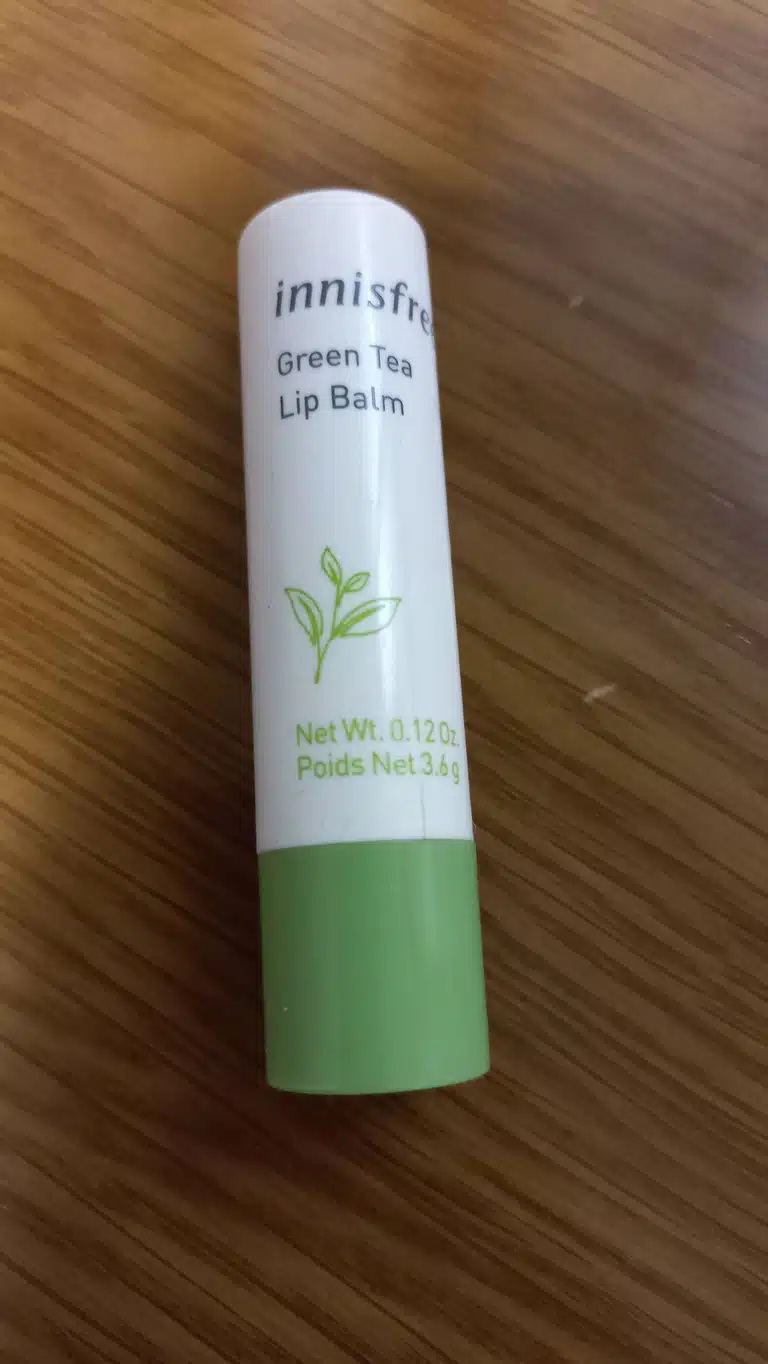 innisfre
Green Tea
Lip Balm
Net Wt. 0.12 Oz.
Poids Net 3.6 g